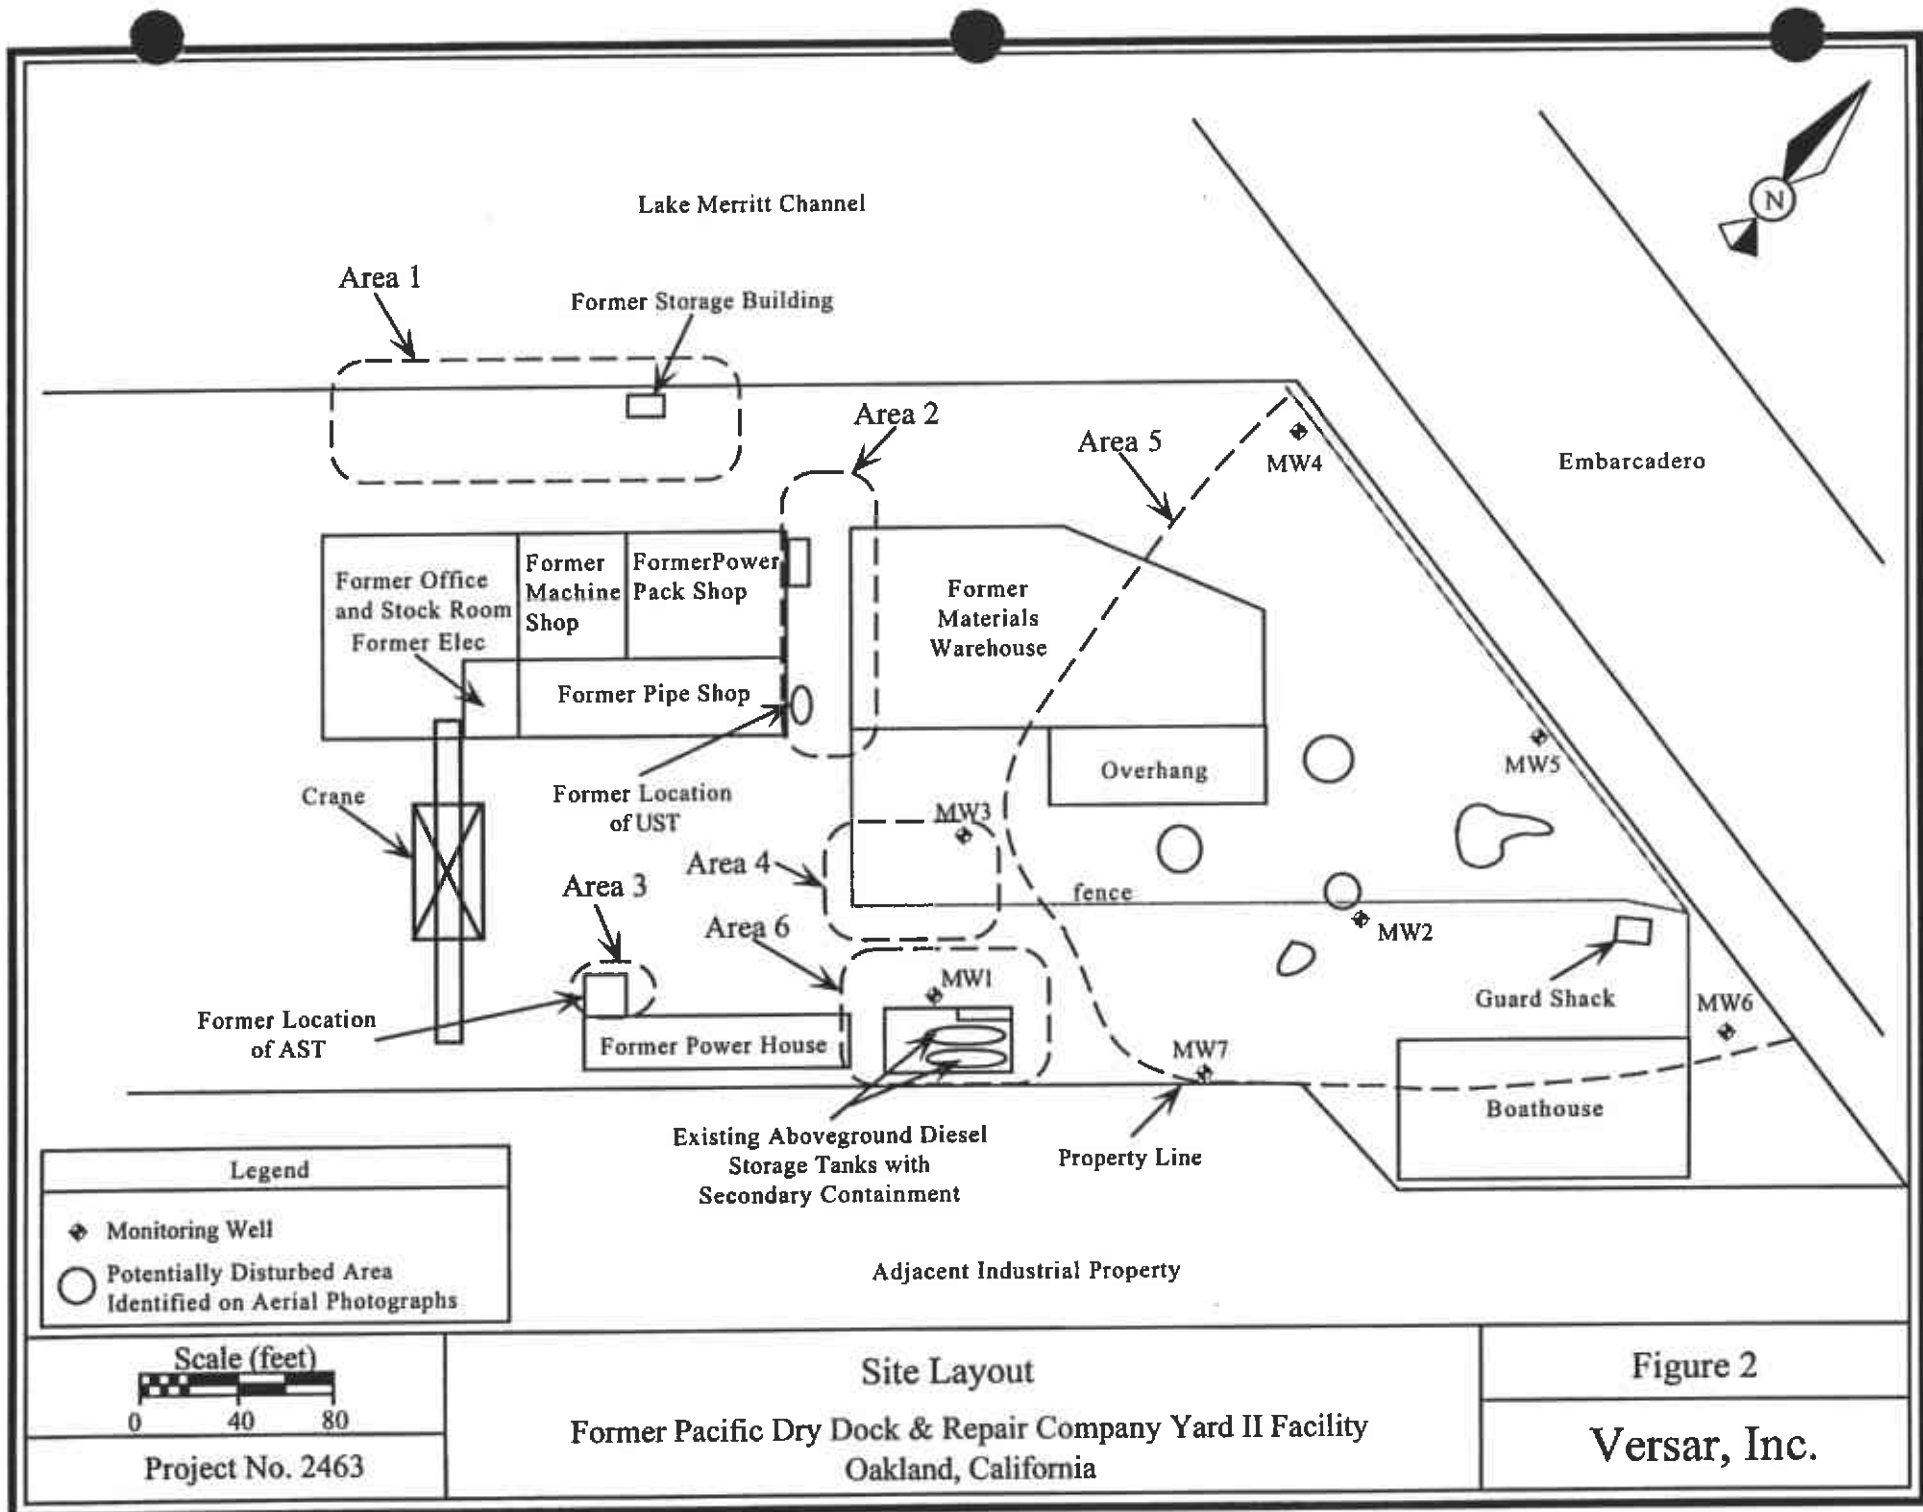 N
Lake Merritt Channel
Area 1
Former Storage Building
Area 2
Area 5
MW4
Embarcadero
Former Office
and Stock Room
Former Elec
Former
Machine
Shop
FormerPower
Pack Shop
Former
Materials
Warehouse
Former Pipe Shop
MW5
Overhang
Crane
Former Location
of UST
MW3
Area 4
Area 3
fence
Area 6
MW2
MW1
Guard Shack
MW6
Former Location
of AST
Former Power House
MW7
Boathouse
Existing Aboveground Diesel
Storage Tanks with
Secondary Containment
Property Line
Legend
Monitoring Well
Potentially Disturbed Area
Identified on Aerial Photographs
Adjacent Industrial Property
Scale (feet)
0 40 80
Project No. 2463
Site Layout
Former Pacific Dry Dock & Repair Company Yard II Facility
Oakland, California
Figure 2
Versar, Inc.